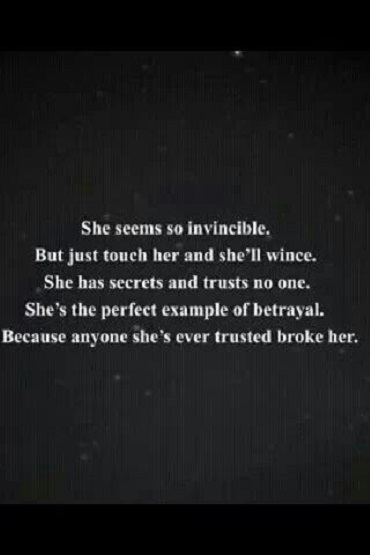 She seems so invincible.
But just touch her and she'll wince.
She has secrets and trusts no one.
She's the perfect example of betrayal.
Because anyone she's ever trusted broke her.